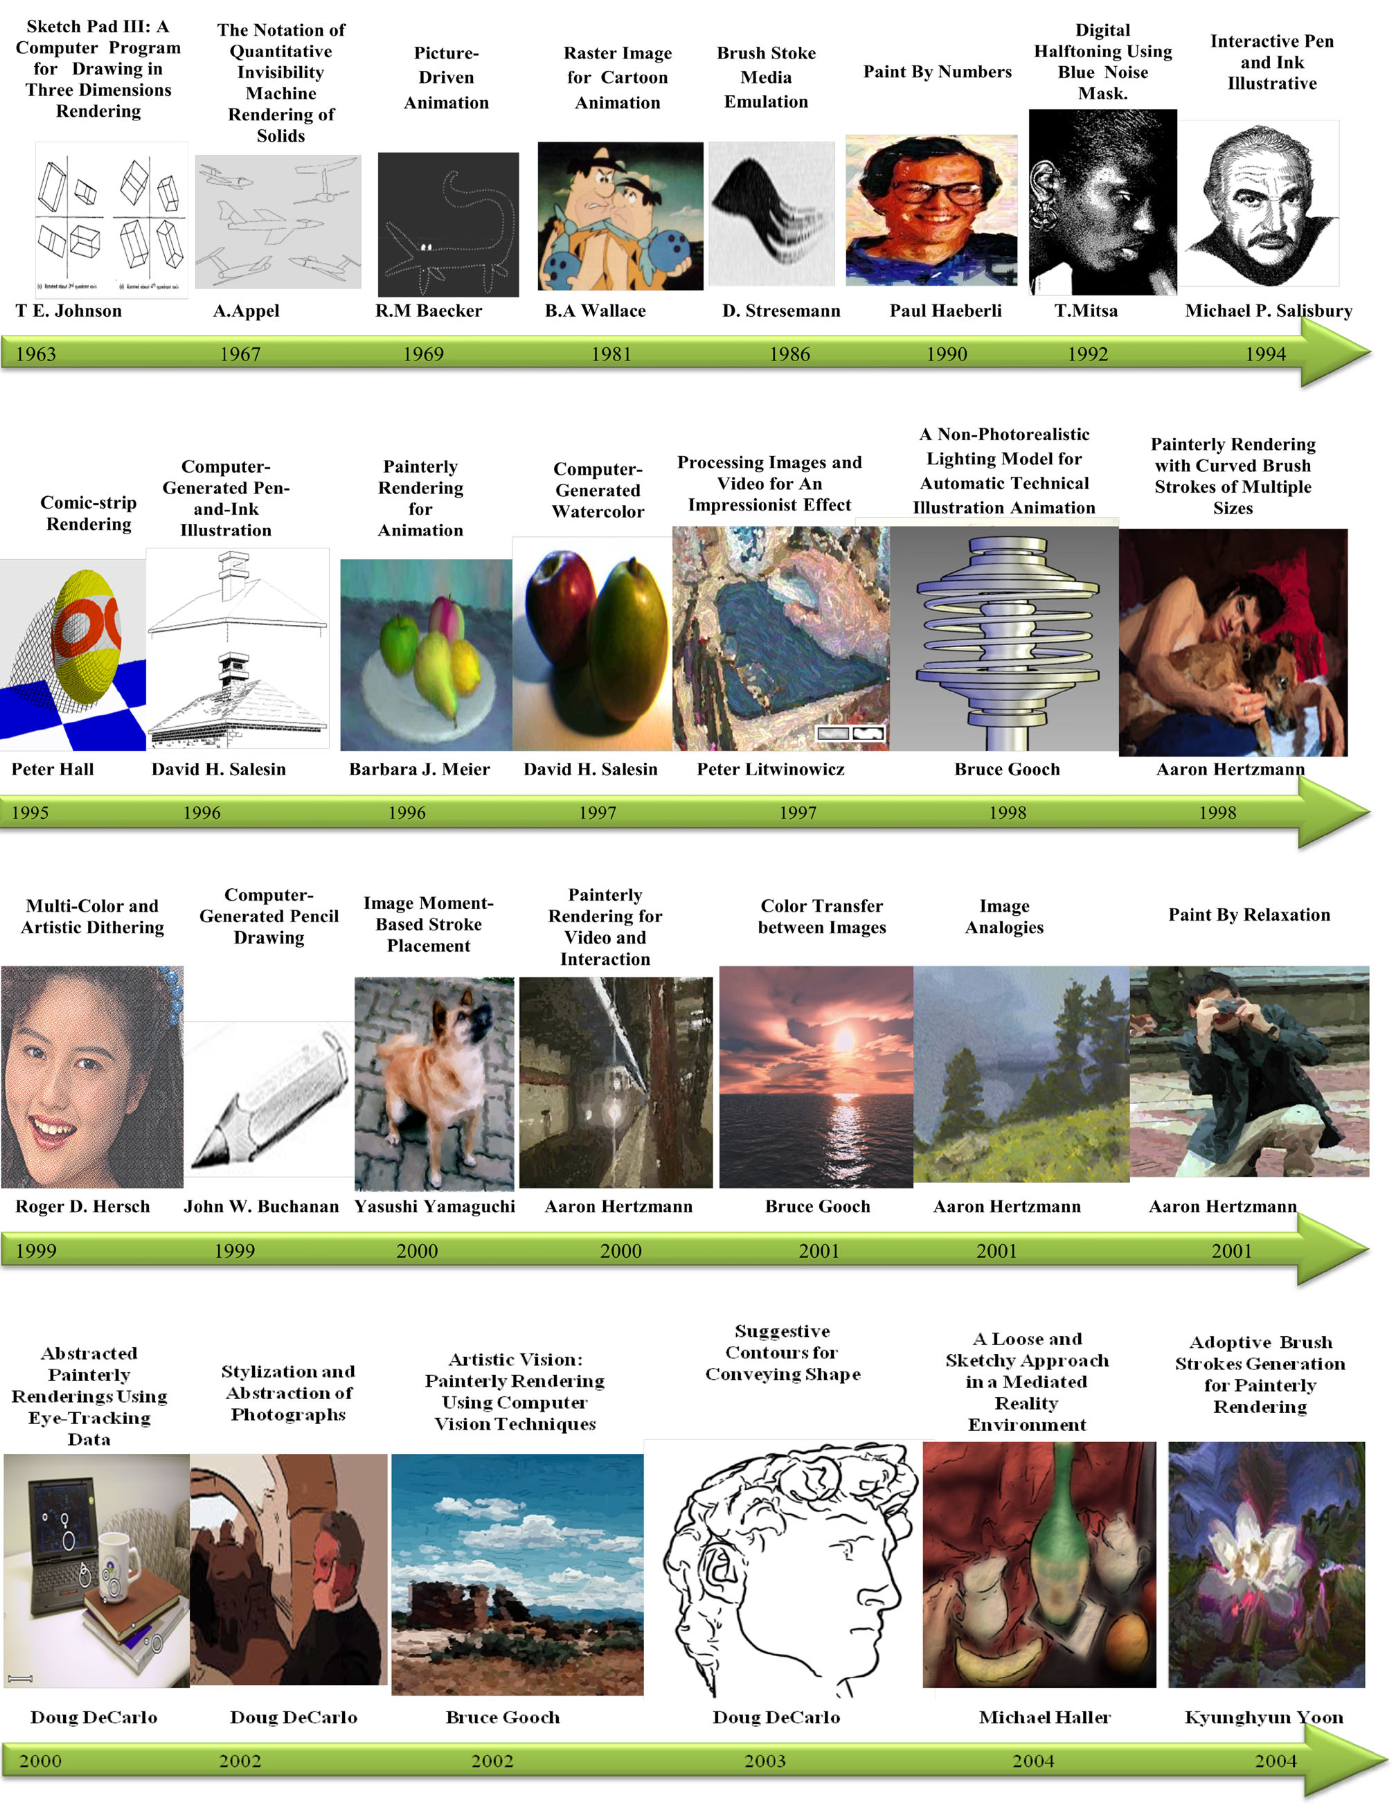 Sketch Pad III: A
Computer Program
for Drawing in
Three Dimensions
Rendering
The Notation of
Quantitative
Invisibility
Machine
Rendering of
Solids
Picture-
Driven
Animation
Raster Image
for Cartoon
Animation
Brush Stoke
Media
Emulation
Paint By Numbers
Digital
Halftoning Using
Blue Noise
Mask.
Interactive Pen
and Ink
Illustrative
T E. Johnson
A.Appel
R.M Baecker
B.A Wallace
D. Stresemann
Paul Haeberli
T.Mitsa
Michael P. Salisbury
1963
1967
1969
1981
1986
1990
1992
1994
Comic-strip
Rendering
Computer-
Generated Pen-
and-Ink
Illustration
Painterly
Rendering
for
Animation
Computer-
Generated
Watercolor
Processing Images and
Video for An
Impressionist Effect
A Non-Photorealistic
Lighting Model for
Automatic Technical
Illustration Animation
Painterly Rendering
with Curved Brush
Strokes of Multiple
Sizes
Peter Hall
David H. Salesin
Barbara J. Meier
David H. Salesin
Peter Litwinowicz
Bruce Gooch
Aaron Hertzmann
1995
1996
1996
1997
1997
1998
1998
Multi-Color and
Artistic Dithering
Computer-
Generated Pencil
Drawing
Image Moment-
Based Stroke
Placement
Painterly
Rendering for
Video and
Interaction
Color Transfer
between Images
Image
Analogies
Paint By Relaxation
Roger D. Hersch
John W. Buchanan
Yasushi Yamaguchi
Aaron Hertzmann
Bruce Gooch
Aaron Hertzmann
Aaron Hertzmann
1999
1999
2000
2000
2001
2001
2001
Abstracted
Painterly
Renderings Using
Eye-Tracking
Data
Stylization and
Abstraction of
Photographs
Artistic Vision:
Painterly Rendering
Using Computer
Vision Techniques
Suggestive
Contours for
Conveying Shape
A Loose and
Sketchy Approach
in a Mediated
Reality
Environment
Adoptive Brush
Strokes Generation
for Painterly
Rendering
Doug DeCarlo
Doug DeCarlo
Bruce Gooch
Doug DeCarlo
Michael Haller
Kyunghyun Yoon
2000
2002
2002
2003
2004
2004